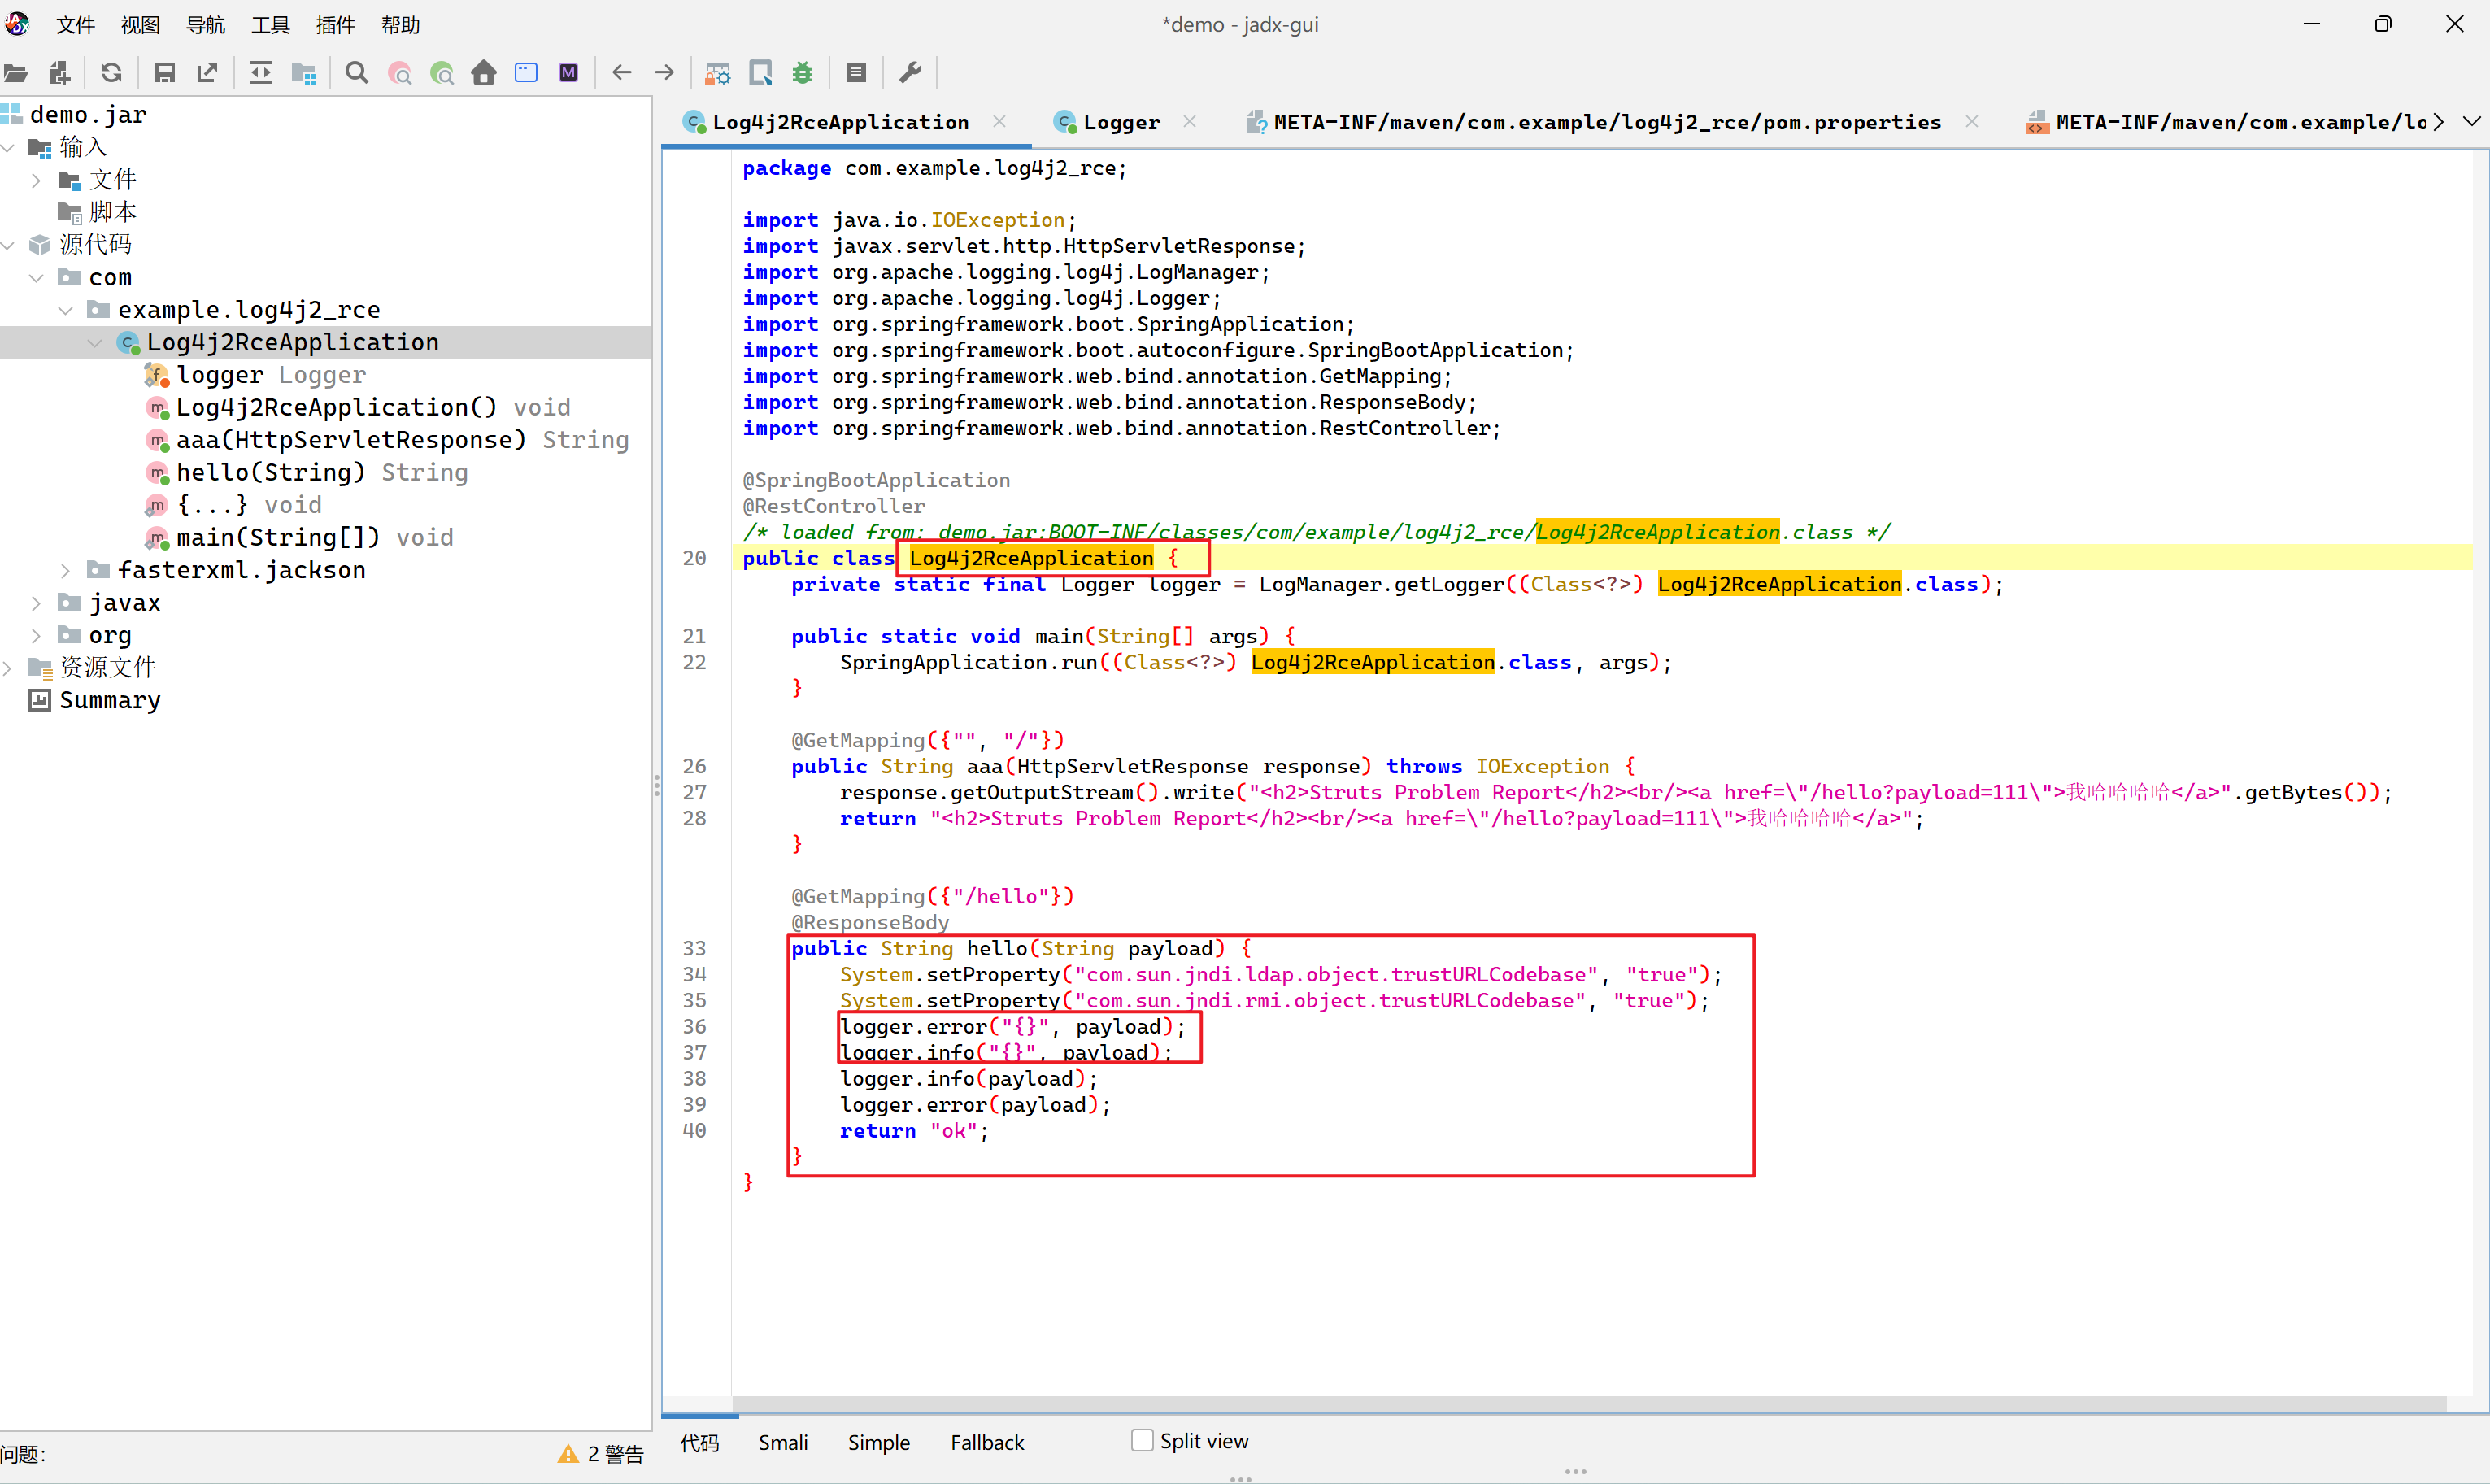 文件 视图 导航 工具 插件 帮助
*demo - jadx-gui
demo.jar
输入
文件
脚本
源代码
com
example.log4j2_rce
Log4j2RceApplication
logger Logger
Log4j2RceApplication() void
aaa(HttpServletResponse) String
hello(String) String
{...} void
main(String[]) void
fasterxml.jackson
javax
org
资源文件
Summary
问题:
2 警告
Log4j2RceApplication
Logger
META-INF/maven/com.example/log4j2_rce/pom.properties
META-INF/maven/com.example/lo
package com.example.log4j2_rce;
import java.io.IOException;
import javax.servlet.http.HttpServletResponse;
import org.apache.logging.log4j.LogManager;
import org.apache.logging.log4j.Logger;
import org.springframework.boot.SpringApplication;
import org.springframework.boot.autoconfigure.SpringBootApplication;
import org.springframework.web.bind.annotation.GetMapping;
import org.springframework.web.bind.annotation.ResponseBody;
import org.springframework.web.bind.annotation.RestController;
@SpringBootApplication
@RestController
/* loaded from: demo.jar:BOOT-INF/classes/com/example/log4j2_rce/Log4j2RceApplication.class */
20 public class Log4j2RceApplication {
private static final Logger logger = LogManager.getLogger((Class<?>) Log4j2RceApplication.class);
21 public static void main(String[] args) {
22 SpringApplication.run((Class<?>) Log4j2RceApplication.class, args);
}
@GetMapping({"", "/"})
26 public String aaa(HttpServletResponse response) throws IOException {
27 response.getOutputStream().write("<h2>Struts Problem Report</h2><br/><a href=\"/hello?payload=111\">我哈哈哈哈</a>".getBytes());
28 return "<h2>Struts Problem Report</h2><br/><a href=\"/hello?payload=111\">我哈哈哈哈</a>";
}
@GetMapping({"/hello"})
@ResponseBody
33 public String hello(String payload) {
34 System.setProperty("com.sun.jndi.ldap.object.trustURLCodebase", "true");
35 System.setProperty("com.sun.jndi.rmi.object.trustURLCodebase", "true");
36 logger.error("{}", payload);
37 logger.info("{}", payload);
38 logger.info(payload);
39 logger.error(payload);
40 return "ok";
}
}
代码 Smali Simple Fallback Split view